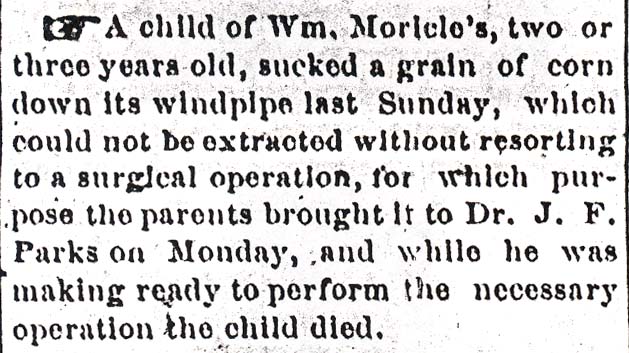 ☞ A child of Wm. Moricle's, two or
three years old, sucked a grain of corn
down its windpipe last Sunday, which
could not be extracted without resorting
to a surgical operation, for which pur-
pose the parents brought it to Dr. J. F.
Parks on Monday, and while he was
making ready to perform the necessary
operation the child died.